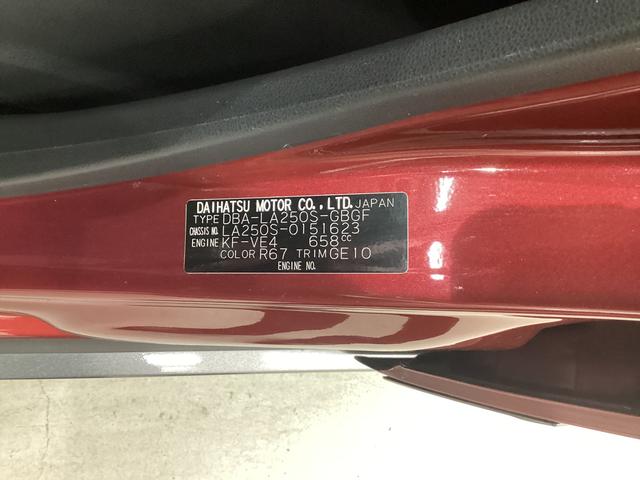 DAIHATSU MOTOR CO., LTD. JAPAN
TYPE DBA-LA250S-GBGF
CHASSIS NO. LA250S-0151623
ENGINE KF-VE4 658cc
COLOR R67 TRIM GE10
ENGINE NO.